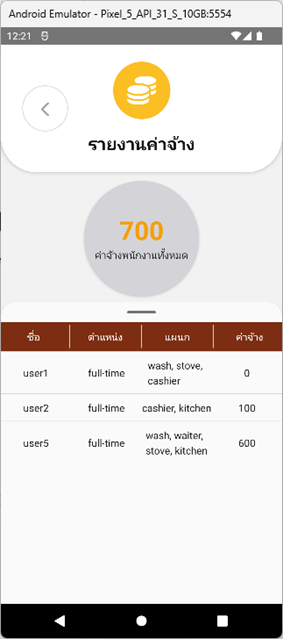 Android Emulator - Pixel_5_API_31_S_10GB:5554
12:21
รายงานค่าจ้าง
700
ค่าจ้างพนักงานทั้งหมด
ชื่อ ตำแหน่ง แผนก ค่าจ้าง
user1 full-time wash, stove, cashier 0
user2 full-time cashier, kitchen 100
user5 full-time wash, waiter, stove, kitchen 600